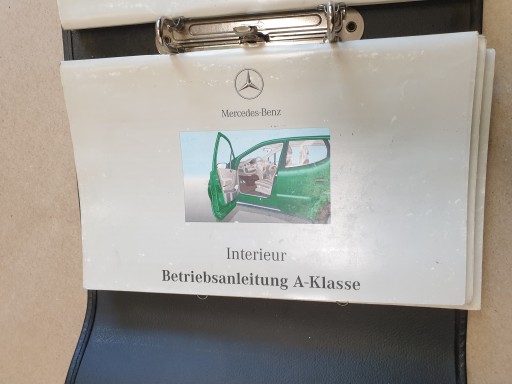 Mercedes-Benz
Interieur
Betriebsanleitung A-Klasse